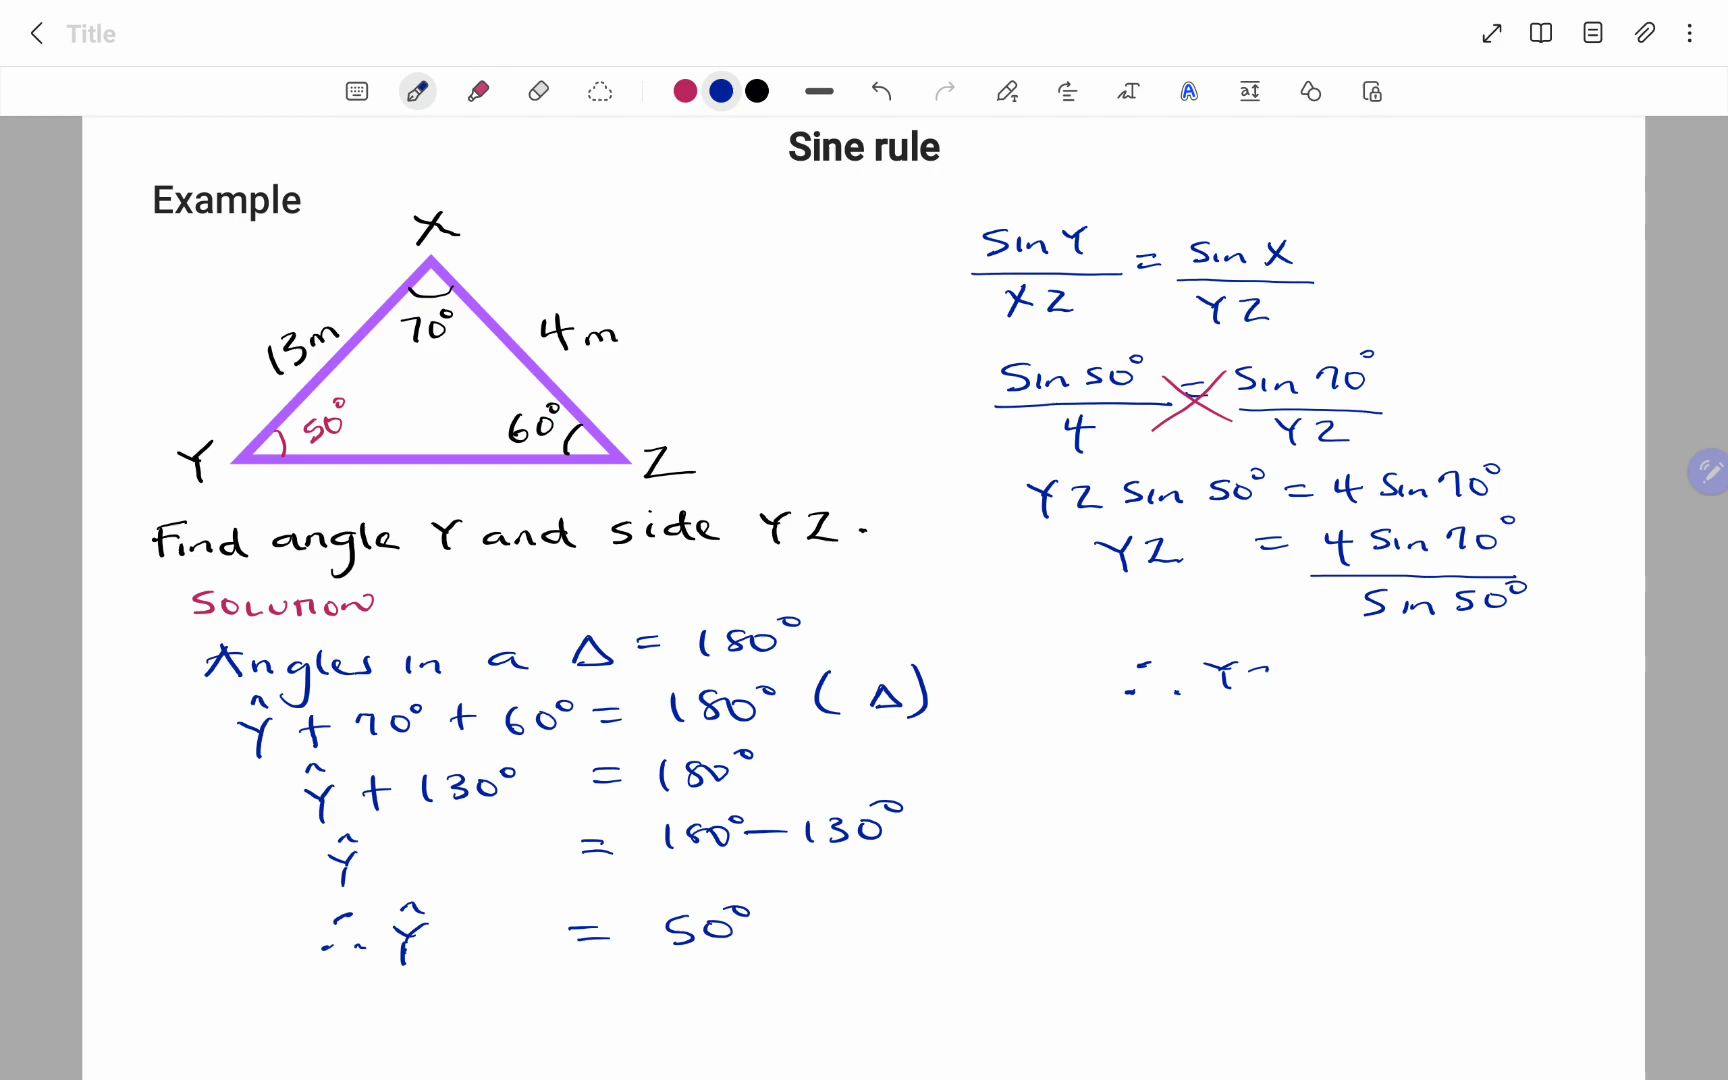 Title
Sine rule
Example
X
13m
70°
4m
50°
60°
Y
Z
Find angle Y and side YZ.
SOLUTION
Angles in a Δ = 180°
Ŷ + 70° + 60° = 180° (Δ)
Ŷ + 130° = 180°
Ŷ = 180° - 130°
∴ Ŷ = 50°
Sin Y / XZ = Sin X / YZ
Sin 50° / 4 = Sin 70° / YZ
YZ Sin 50° = 4 Sin 70°
YZ = 4 Sin 70° / Sin 50°
∴ Y